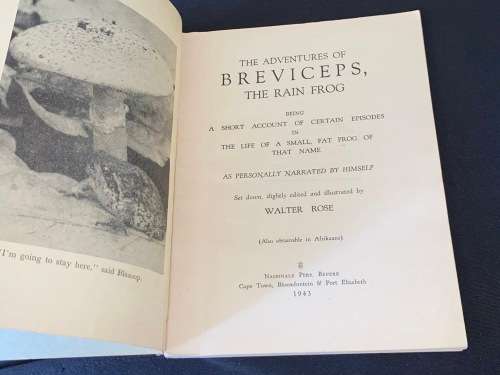 "I'm going to stay here," said Blaasop.
THE ADVENTURES OF
BREVICEPS,
THE RAIN FROG
BEING
A SHORT ACCOUNT OF CERTAIN EPISODES
IN
THE LIFE OF A SMALL, FAT FROG OF
THAT NAME
AS PERSONALLY NARRATED BY HIMSELF
Set down, slightly edited and illustrated by
WALTER ROSE
(Also obtainable in Afrikaans)
NASIONALE PERS, BEPERK
Cape Town, Bloemfontein & Port Elizabeth
1943